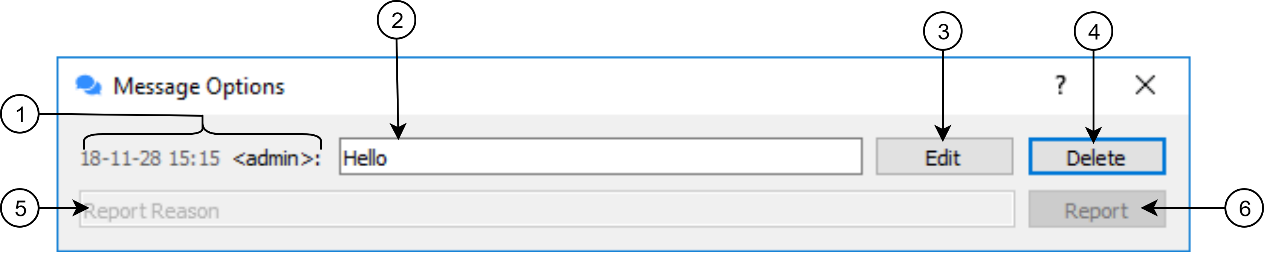 2 3 4
Message Options ?
1
18-11-28 15:15 <admin>: Hello Edit Delete
5 Report Reason Report 6